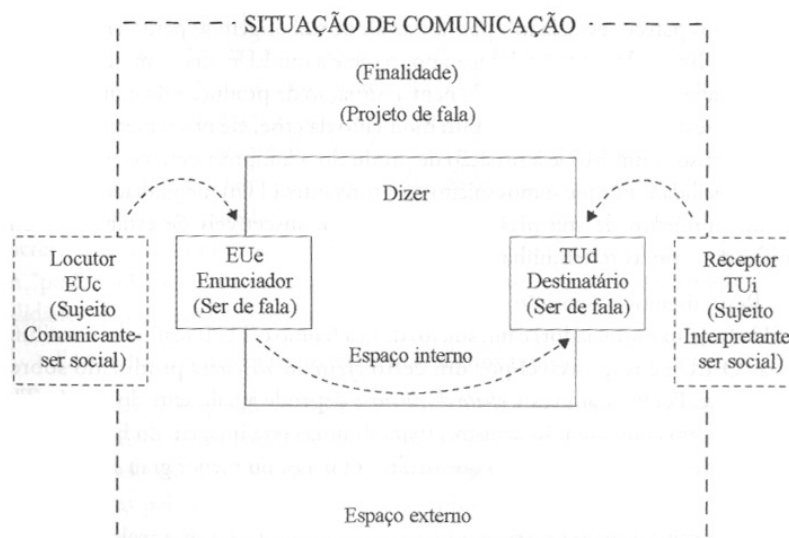 SITUAÇÃO DE COMUNICAÇÃO
(Finalidade)
(Projeto de fala)
Dizer
Locutor
EUc
(Sujeito
Comunicante-
ser social)
EUe
Enunciador
(Ser de fala)
TUd
Destinatário
(Ser de fala)
Receptor
TUi
(Sujeito
Interpretante-
ser social)
Espaço interno
Espaço externo